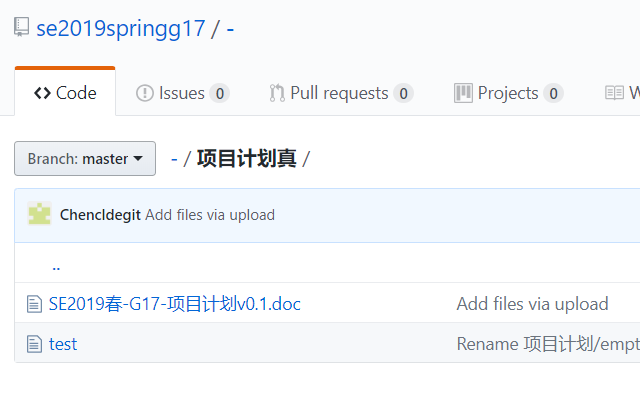 se2019springg17 / -
Code Issues 0 Pull requests 0 Projects 0 W
Branch: master - / 项目计划真 /
Chencldegit Add files via upload
..
SE2019春-G17-项目计划v0.1.doc Add files via upload
test Rename 项目计划/empt